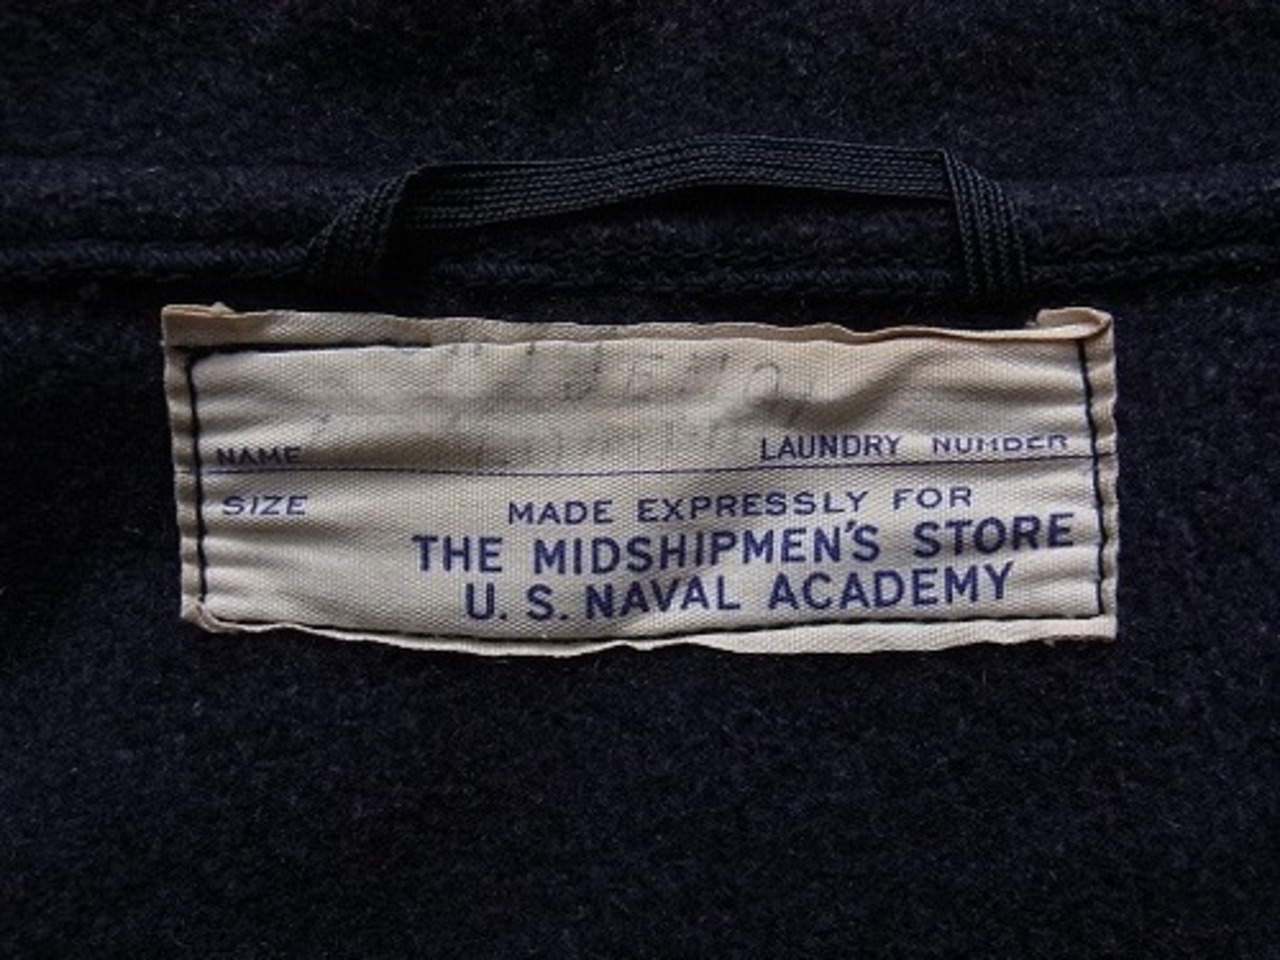 NAME LAUNDRY NUMBER
SIZE MADE EXPRESSLY FOR
THE MIDSHIPMEN'S STORE
U. S. NAVAL ACADEMY